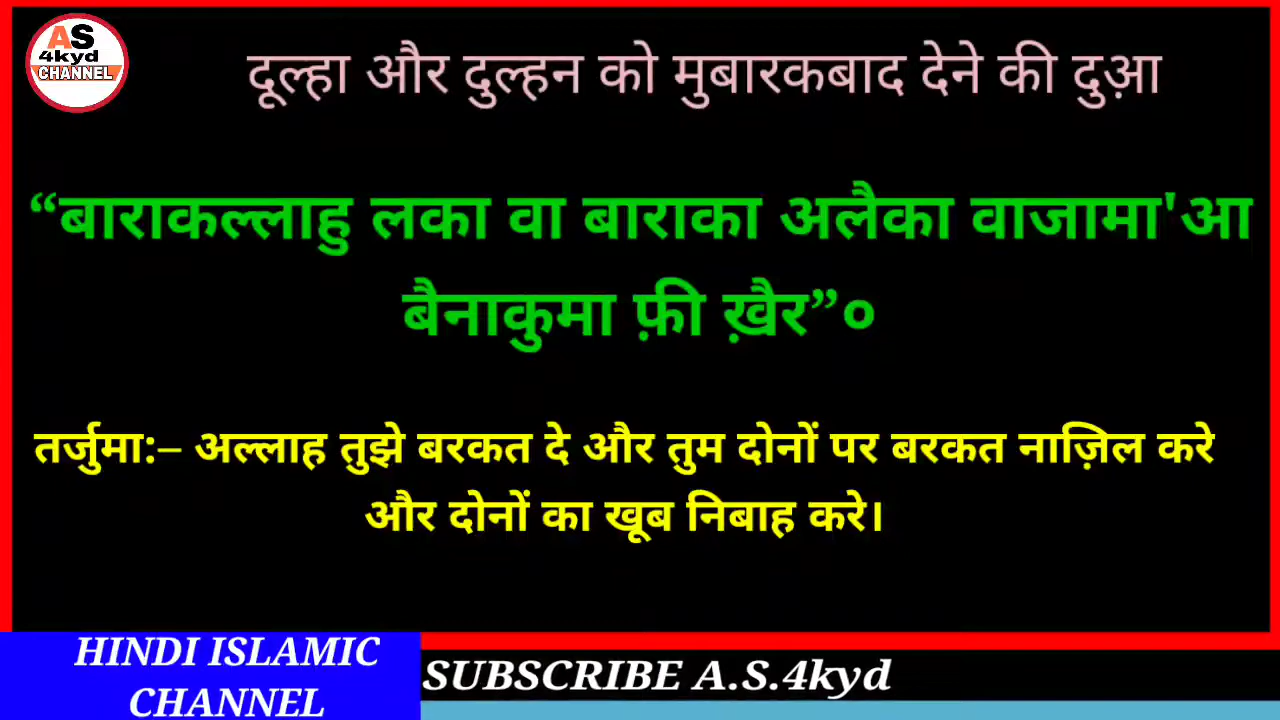 AS
4kyd
CHANNEL
दूल्हा और दुल्हन को मुबारकबाद देने की दुआ़
“बाराकल्लाहु लका वा बाराका अलैका वाजामा'आ
बैनाकुमा फ़ी ख़ैर”०
तर्जुमा:– अल्लाह तुझे बरकत दे और तुम दोनों पर बरकत नाज़िल करे
और दोनों का खूब निबाह करे।
HINDI ISLAMIC
CHANNEL
SUBSCRIBE A.S.4kyd